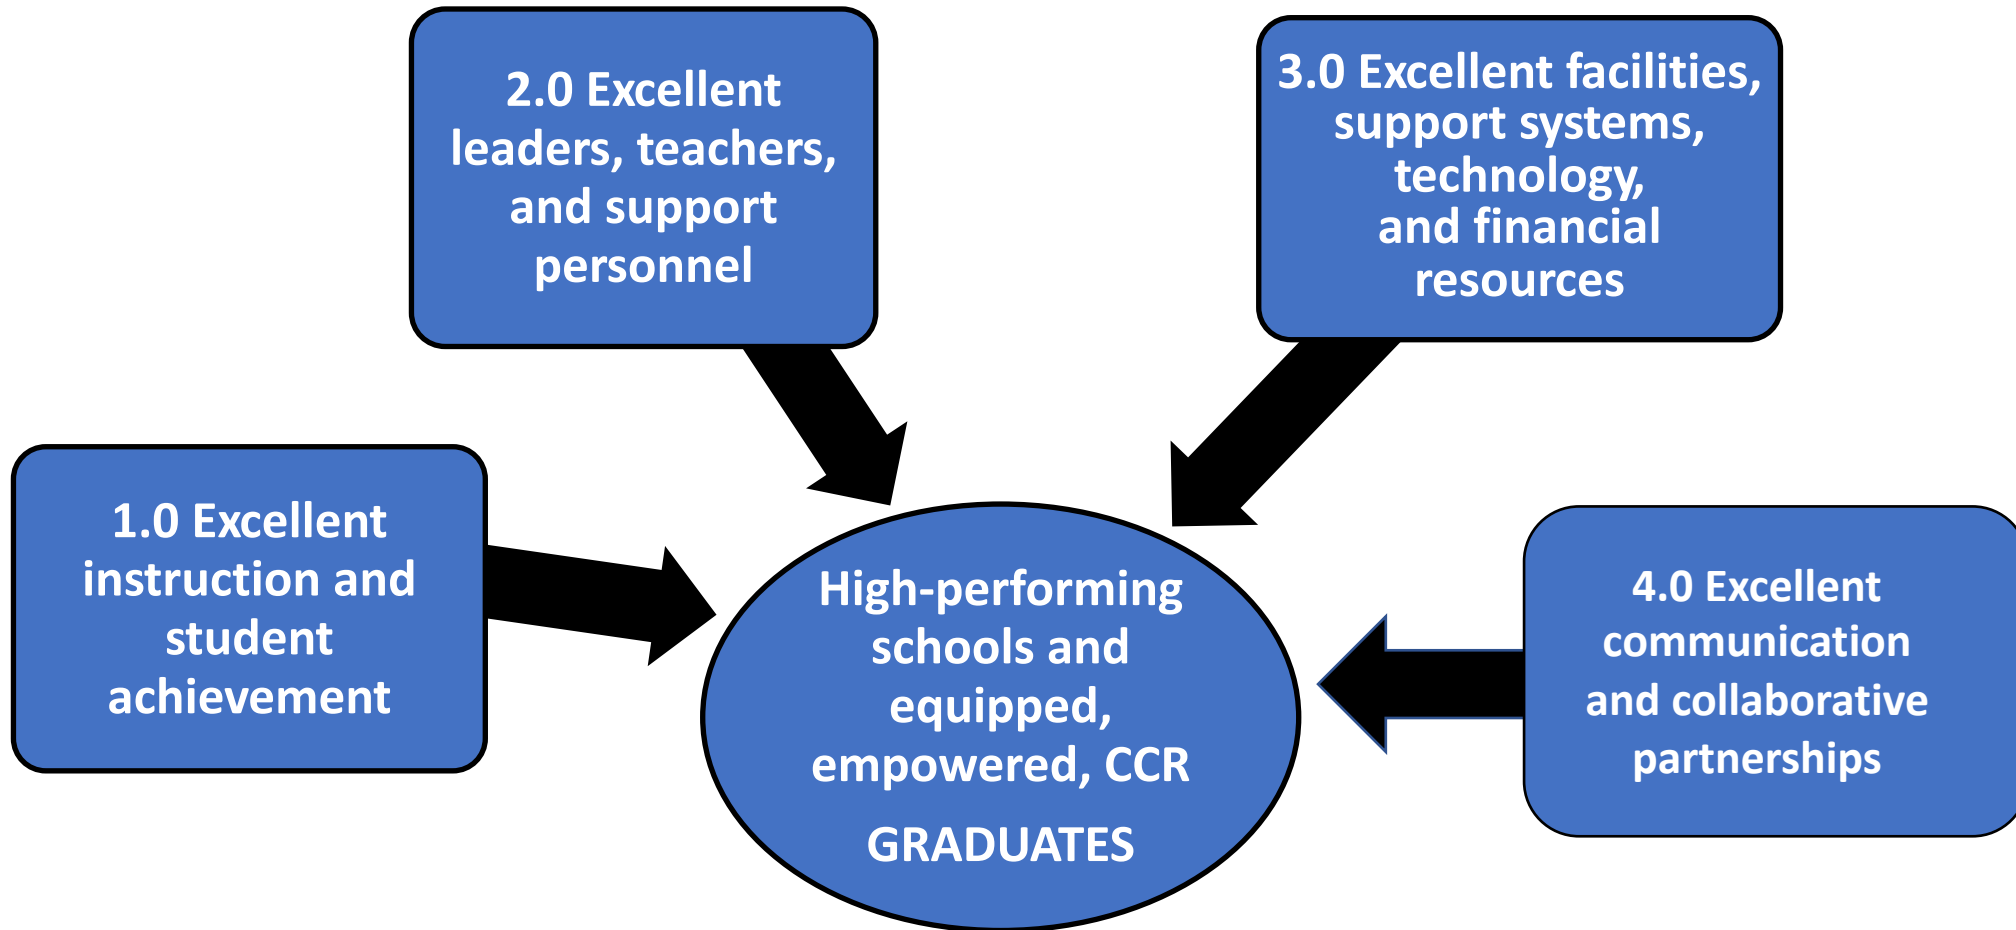 1.0 Excellent
instruction and
student
achievement
2.0 Excellent
leaders, teachers,
and support
personnel
3.0 Excellent facilities,
support systems,
technology,
and financial
resources
4.0 Excellent
communication
and collaborative
partnerships
High-performing
schools and
equipped,
empowered, CCR
GRADUATES